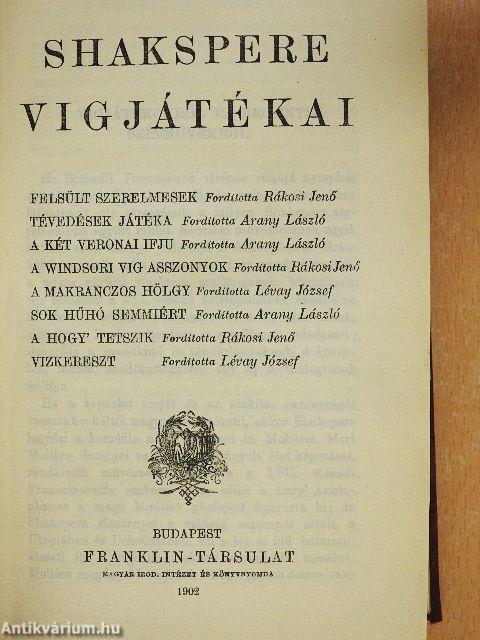 SHAKSPERE
VIGJÁTÉKAI
FELSÜLT SZERELMESEK Fordította Rákosi Jenő
TÉVEDÉSEK JÁTÉKA Fordította Arany László
A KÉT VERONAI IFJU Fordította Arany László
A WINDSORI VIG ASSZONYOK Fordította Rákosi Jenő
A MAKRANCZOS HÖLGY Fordította Lévay József
SOK HŰHÓ SEMMIÉRT Fordította Arany László
A HOGY' TETSZIK Fordította Rákosi Jenő
VIZKERESZT Fordította Lévay József
BUDAPEST
FRANKLIN-TÁRSULAT
MAGYAR IROD. INTÉZET ÉS KÖNYVNYOMDA
1902
Antikvárium.hu